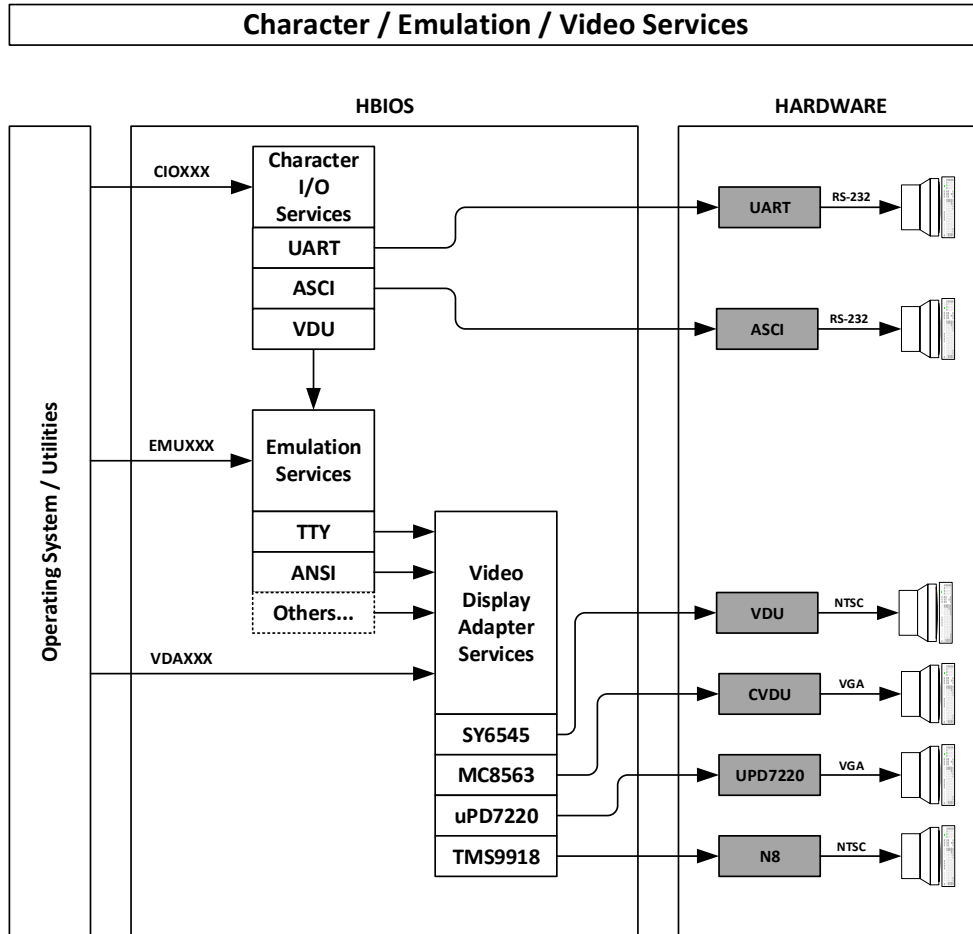 Character / Emulation / Video Services
HBIOS
HARDWARE
Operating System / Utilities
CIOXXX
Character
I/O
Services
UART
ASCI
VDU
EMUXXX
Emulation
Services
TTY
ANSI
Others...
VDAXXX
Video
Display
Adapter
Services
SY6545
MC8563
uPD7220
TMS9918
UART
RS-232
ASCI
RS-232
VDU
NTSC
CVDU
VGA
UPD7220
VGA
N8
NTSC